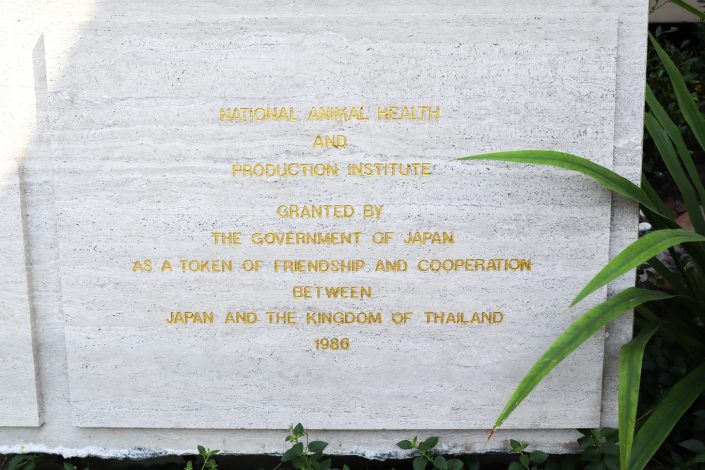 NATIONAL ANIMAL HEALTH
AND
PRODUCTION INSTITUTE
GRANTED BY
THE GOVERNMENT OF JAPAN
AS A TOKEN OF FRIENDSHIP AND COOPERATION
BETWEEN
JAPAN AND THE KINGDOM OF THAILAND
1986